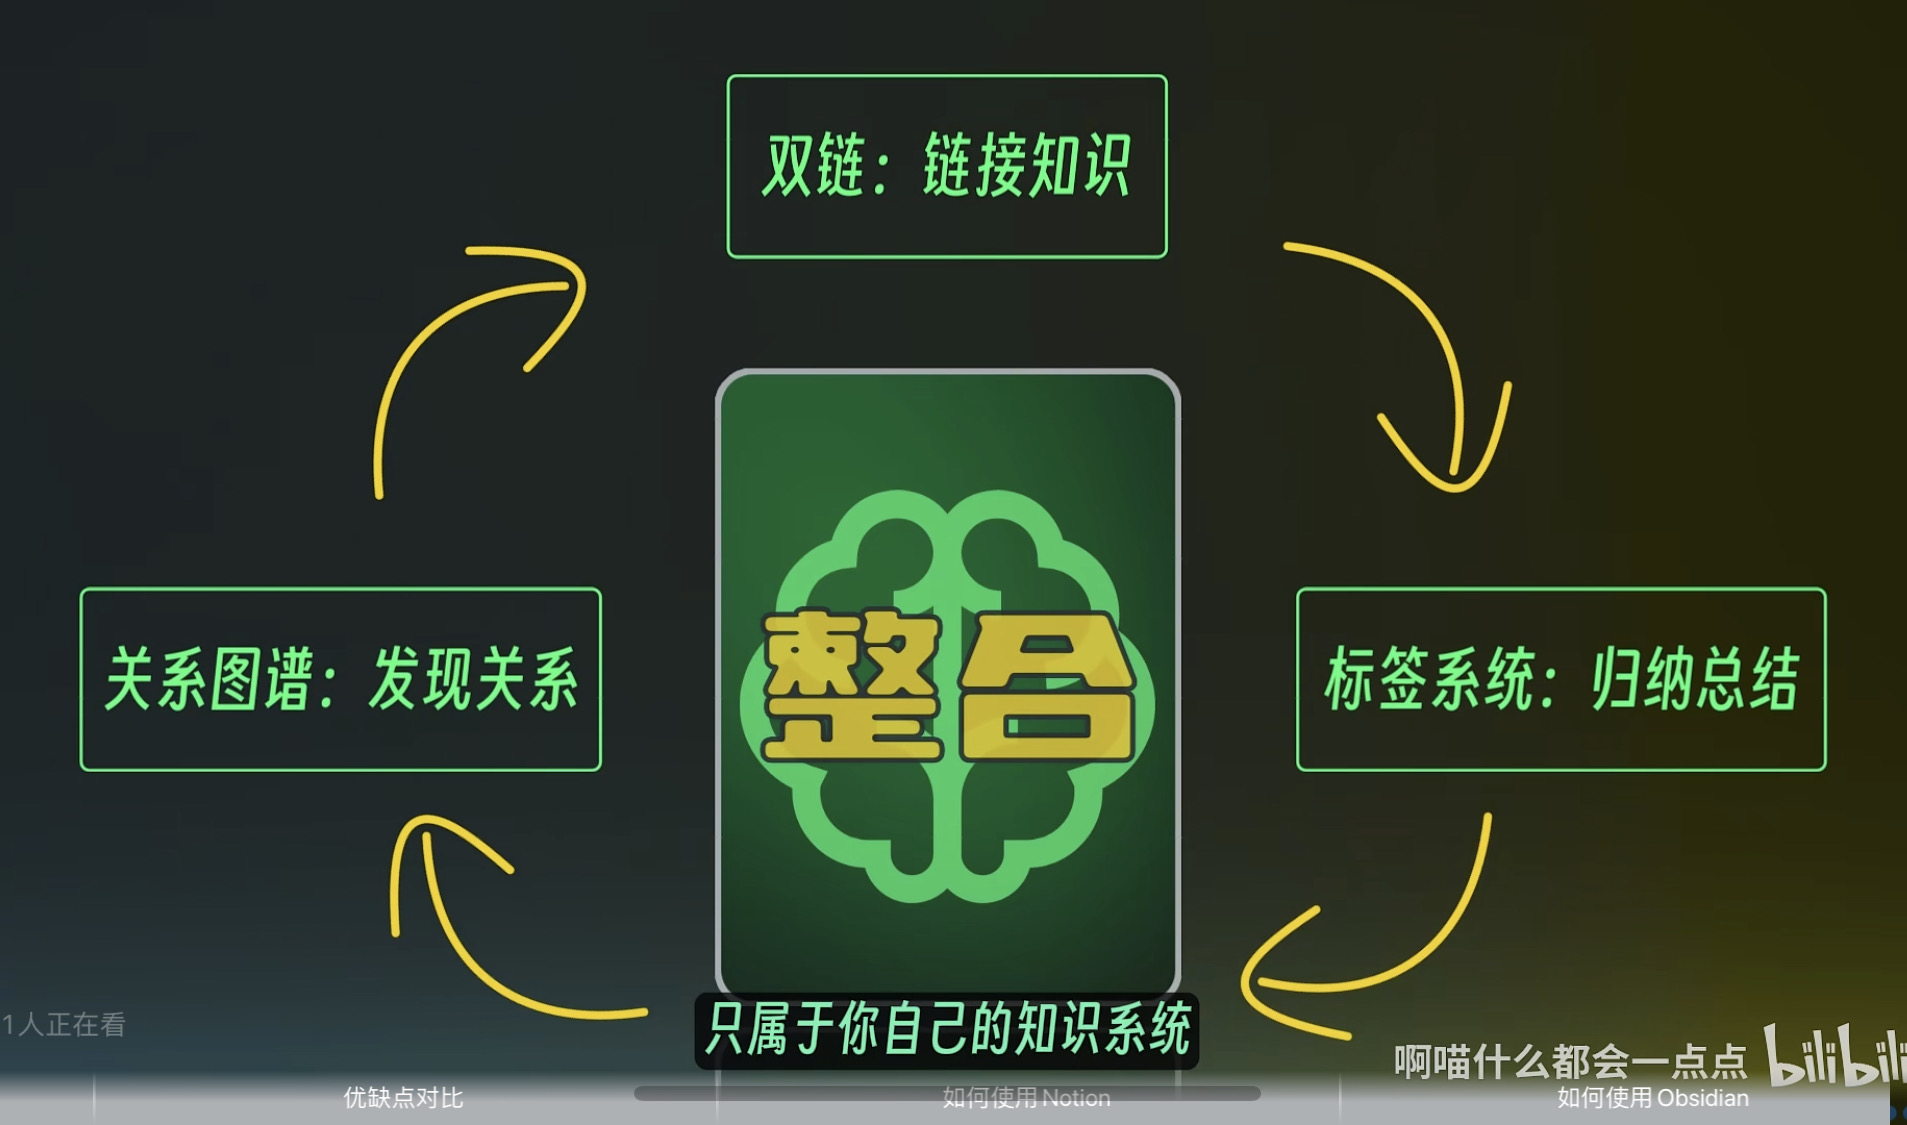 双链：链接知识
关系图谱：发现关系
整合
标签系统：归纳总结
只属于你自己的知识系统
1人正在看
啊喵什么都会一点点
bilibili
优缺点对比
如何使用Notion
如何使用Obsidian